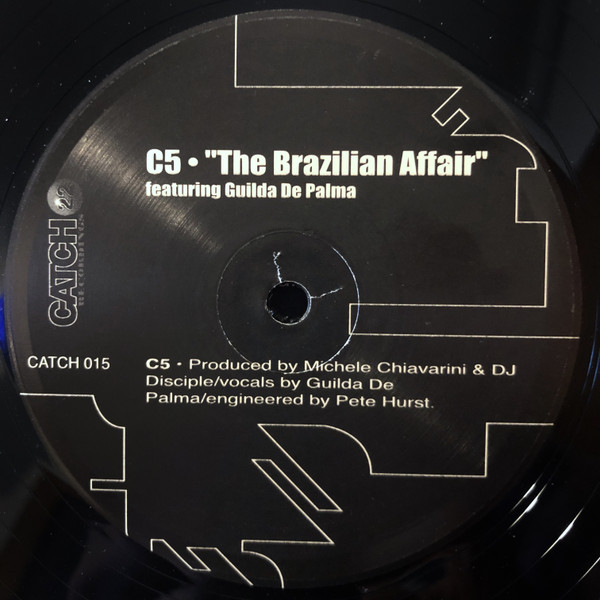 C5 • "The Brazilian Affair"
featuring Guilda De Palma
CATCH 22
CATCH 015
C5 • Produced by Michele Chiavarini & DJ
Disciple/vocals by Guilda De
Palma/engineered by Pete Hurst.